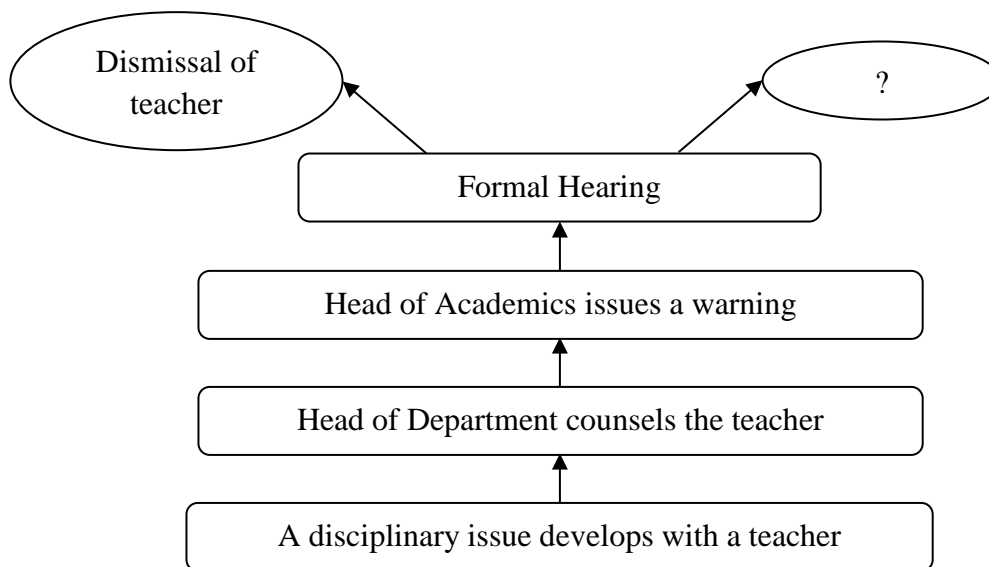 Dismissal of
teacher
?
Formal Hearing
Head of Academics issues a warning
Head of Department counsels the teacher
A disciplinary issue develops with a teacher